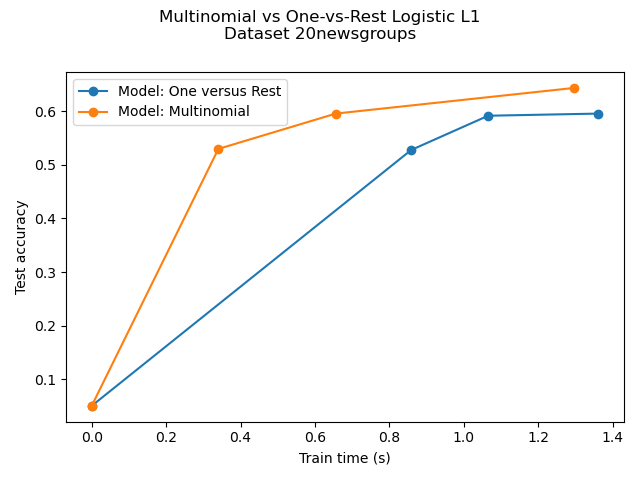 Multinomial vs One-vs-Rest Logistic L1
Dataset 20newsgroups
Model: One versus Rest
Model: Multinomial
Test accuracy
0.6
0.5
0.4
0.3
0.2
0.1
0.0 0.2 0.4 0.6 0.8 1.0 1.2 1.4
Train time (s)